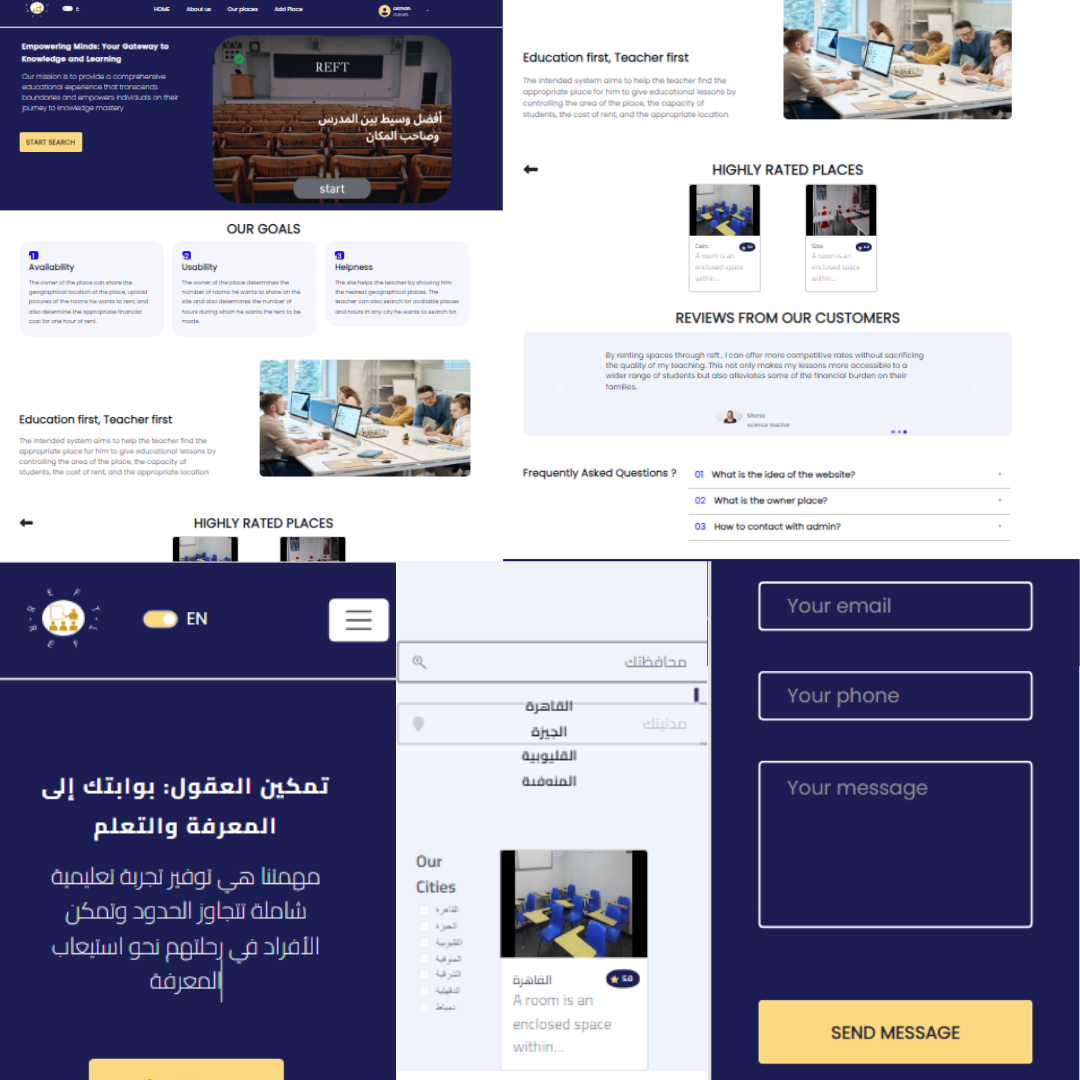 HOME
About us
Our places
Add Place
Empowering Minds: Your Gateway to
Knowledge and Learning
Our mission is to provide a comprehensive
educational experience that transcends
boundaries and empowers individuals on their
journey to knowledge mastery
START SEARCH
REFT
أفضل وسيط بين المدرس
وصاحب المكان
start
OUR GOALS
1
Availability
The owner of the place can share the
geographical location of the place, upload
pictures of the rooms he wants to rent, and
also determine the appropriate financial
cost for one hour of rent.
2
Usability
The owner of the place determines the
number of rooms he wants to share on the
site and also determines the number of
hours during which he wants the rent to be
made.
3
Helpness
The site helps the teacher by showing him
the nearest geographical places. The
teacher can also search for available places
and hours in any city he wants to search for.
Education first, Teacher first
The intended system aims to help the teacher find the
appropriate place for him to give educational lessons by
controlling the area of the place, the capacity of
students, the cost of rent, and the appropriate location
HIGHLY RATED PLACES
Education first, Teacher first
The intended system aims to help the teacher find the
appropriate place for him to give educational lessons by
controlling the area of the place, the capacity of
students, the cost of rent, and the appropriate location
HIGHLY RATED PLACES
Cairo
5.0
A room is an
enclosed space
within...
Giza
A room is an
enclosed space
within...
REVIEWS FROM OUR CUSTOMERS
By renting spaces through reft , I can offer more competitive rates without sacrificing
the quality of my teaching. This not only makes my lessons more accessible to a
wider range of students but also alleviates some of the financial burden on their
families.
Mona
science teacher
Frequently Asked Questions ?
01 What is the idea of the website?
02 What is the owner place?
03 How to contact with admin?
REFT
EN
تمكين العقول: بوابتك إلى
المعرفة والتعلم
مهمتنا هي توفير تجربة تعليمية
شاملة تتجاوز الحدود وتمكن
الأفراد في رحلتهم نحو استيعاب
المعرفة
محافظتك
مدنيتك
القاهرة
الجيزة
القليوبية
المنوفية
Our
Cities
القاهرة
الجيزة
القليوبية
المنوفية
الشرقية
الدقهلية
دمياط
القاهرة
5.0
A room is an
enclosed space
within...
Your email
Your phone
Your message
SEND MESSAGE